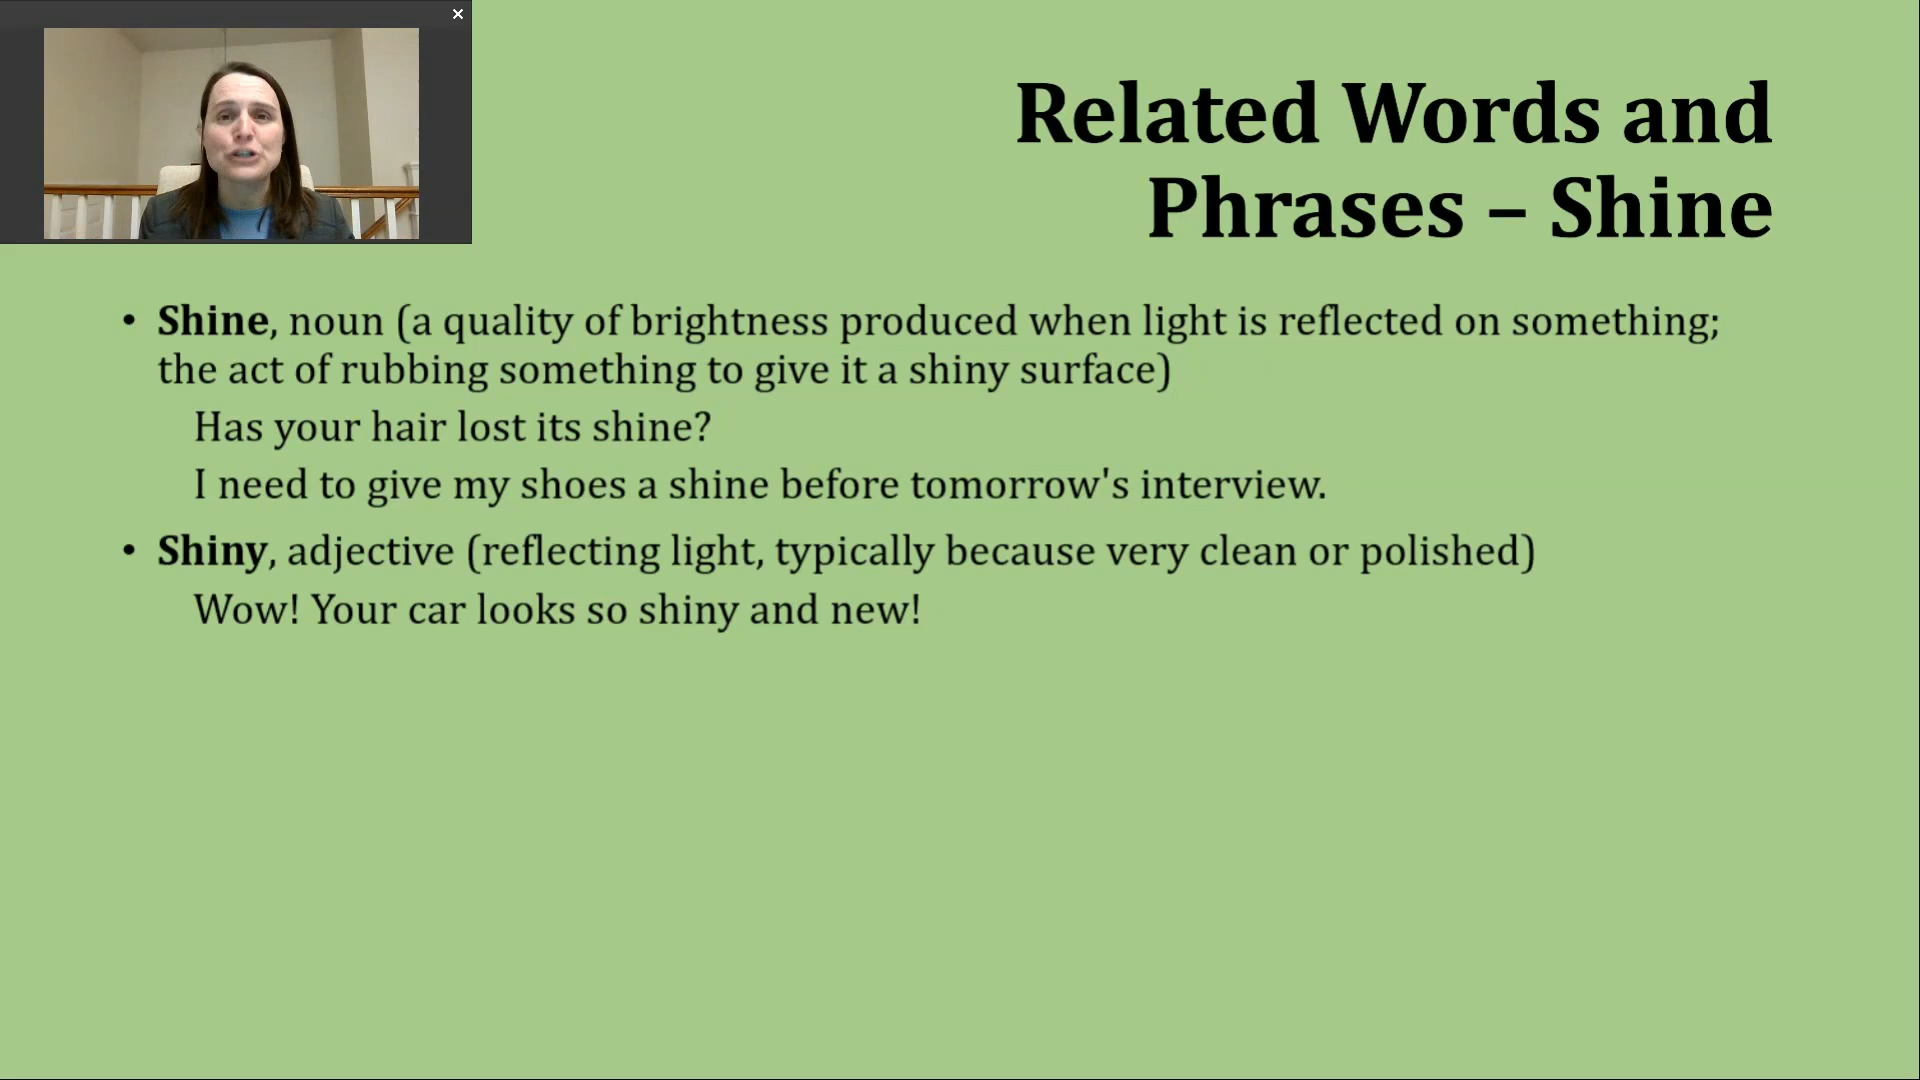 Related Words and
Phrases – Shine
• Shine, noun (a quality of brightness produced when light is reflected on something;
the act of rubbing something to give it a shiny surface)
Has your hair lost its shine?
I need to give my shoes a shine before tomorrow's interview.
• Shiny, adjective (reflecting light, typically because very clean or polished)
Wow! Your car looks so shiny and new!